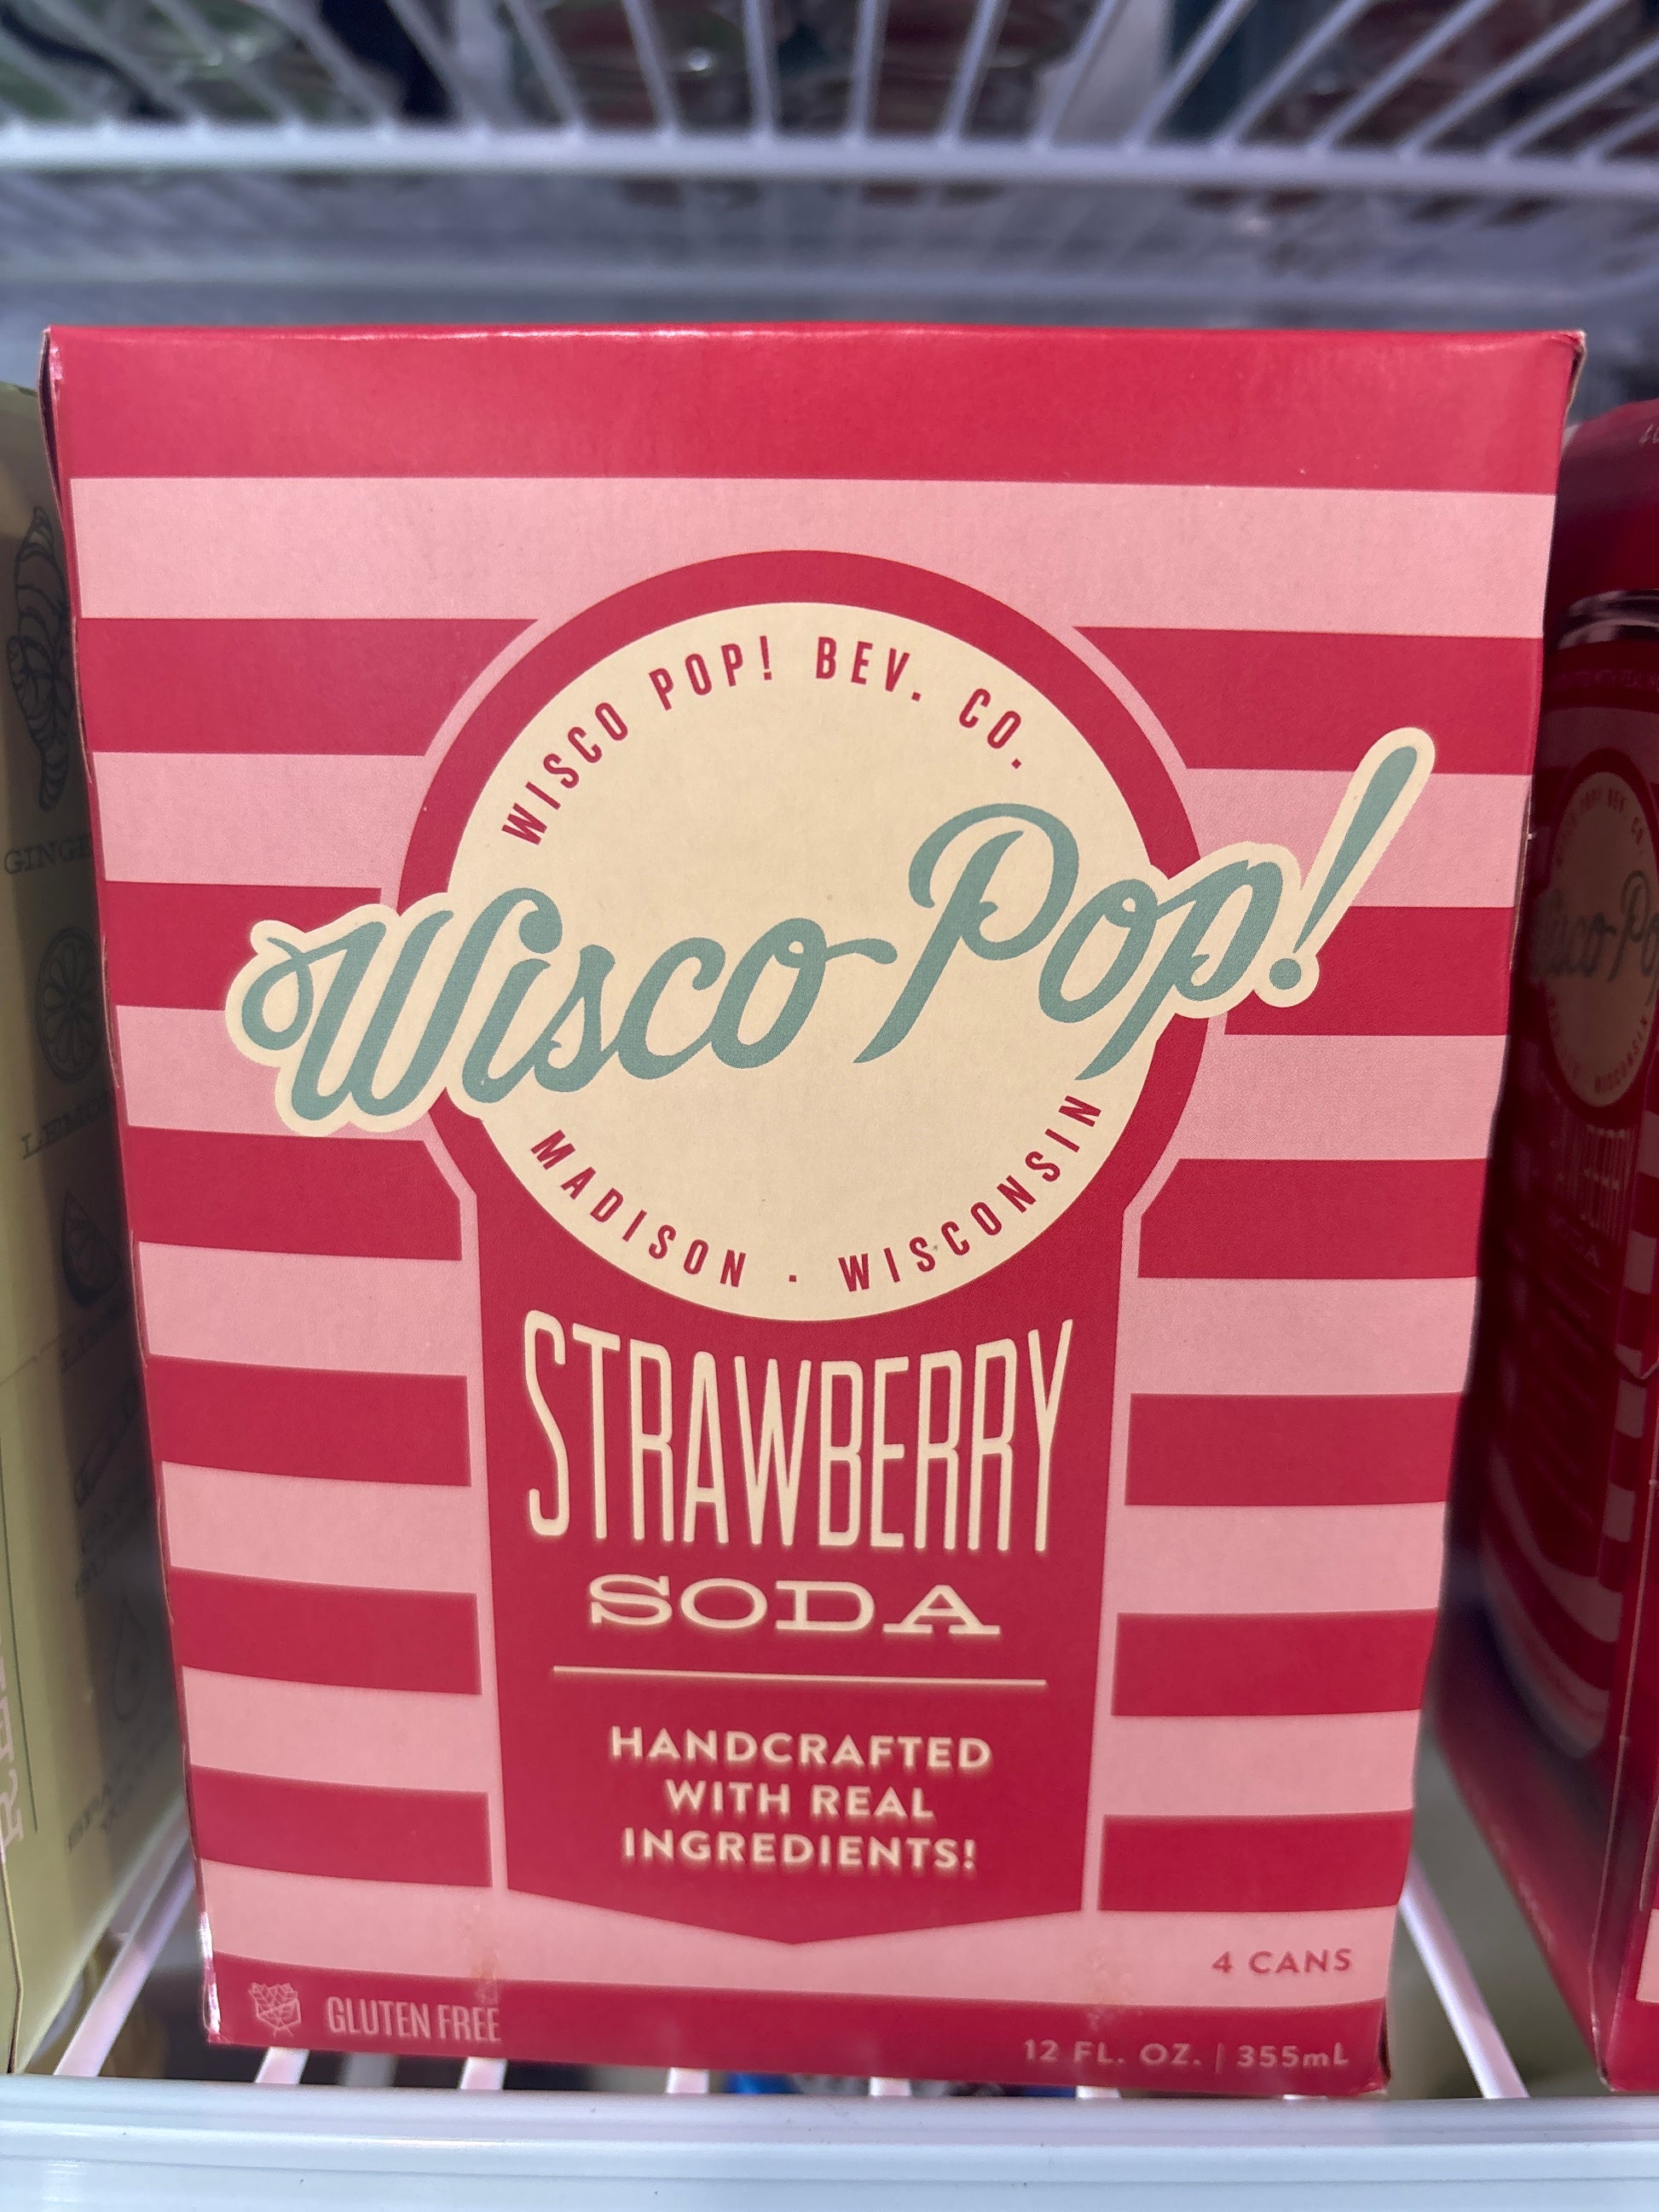 WISCO POP! BEV. CO.
Wisco Pop!
MADISON · WISCONSIN
STRAWBERRY
SODA
HANDCRAFTED
WITH REAL
INGREDIENTS!
4 CANS
GLUTEN FREE
12 FL. OZ. | 355mL